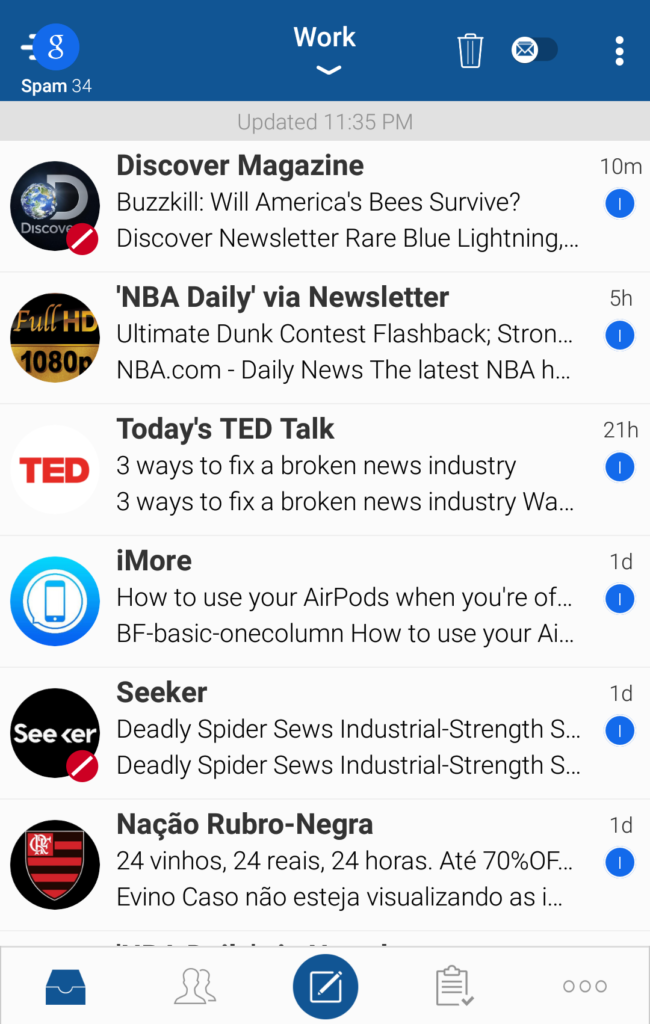 g
Spam 34
Work
Updated 11:35 PM
Discover Magazine
10m
Discove
Buzzkill: Will America's Bees Survive?
I
Discover Newsletter Rare Blue Lightning,...
'NBA Daily' via Newsletter
5h
Full HD
1080p
Ultimate Dunk Contest Flashback; Stron...
I
NBA.com - Daily News The latest NBA h...
Today's TED Talk
21h
TED
3 ways to fix a broken news industry
I
3 ways to fix a broken news industry Wa...
iMore
1d
How to use your AirPods when you're of...
I
BF-basic-onecolumn How to use your Ai...
Seeker
1d
Seeker
Deadly Spider Sews Industrial-Strength S...
I
Deadly Spider Sews Industrial-Strength S...
Nação Rubro-Negra
1d
24 vinhos, 24 reais, 24 horas. Até 70%OF...
I
Evino Caso não esteja visualizando as i...